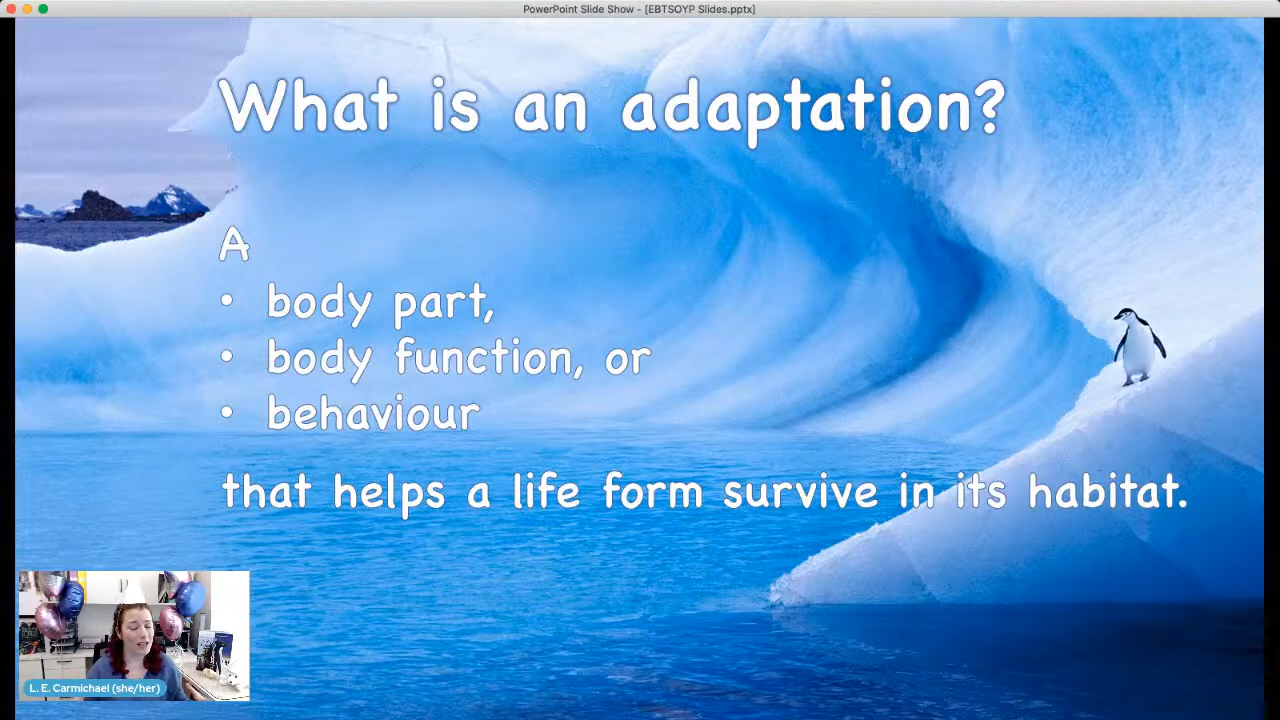 PowerPoint Slide Show - [EBTSOYP Slides.pptx]
What is an adaptation?
A
• body part,
• body function, or
• behaviour
that helps a life form survive in its habitat.
L. E. Carmichael (she/her)